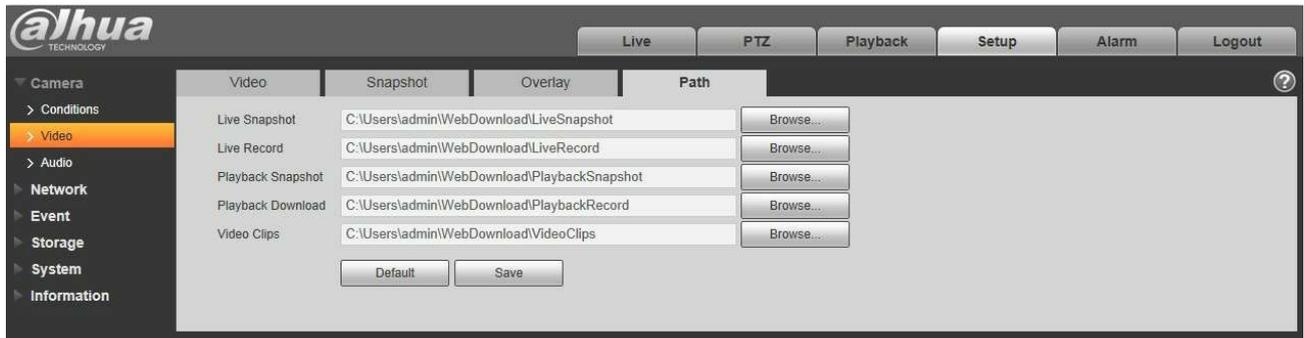 alhua
TECHNOLOGY
Live PTZ Playback Setup Alarm Logout
Camera
Conditions
Video
Audio
Network
Event
Storage
System
Information
Video Snapshot Overlay Path
?
Live Snapshot C:\Users\admin\WebDownload\LiveSnapshot Browse...
Live Record C:\Users\admin\WebDownload\LiveRecord Browse...
Playback Snapshot C:\Users\admin\WebDownload\PlaybackSnapshot Browse...
Playback Download C:\Users\admin\WebDownload\PlaybackRecord Browse...
Video Clips C:\Users\admin\WebDownload\VideoClips Browse...
Default Save